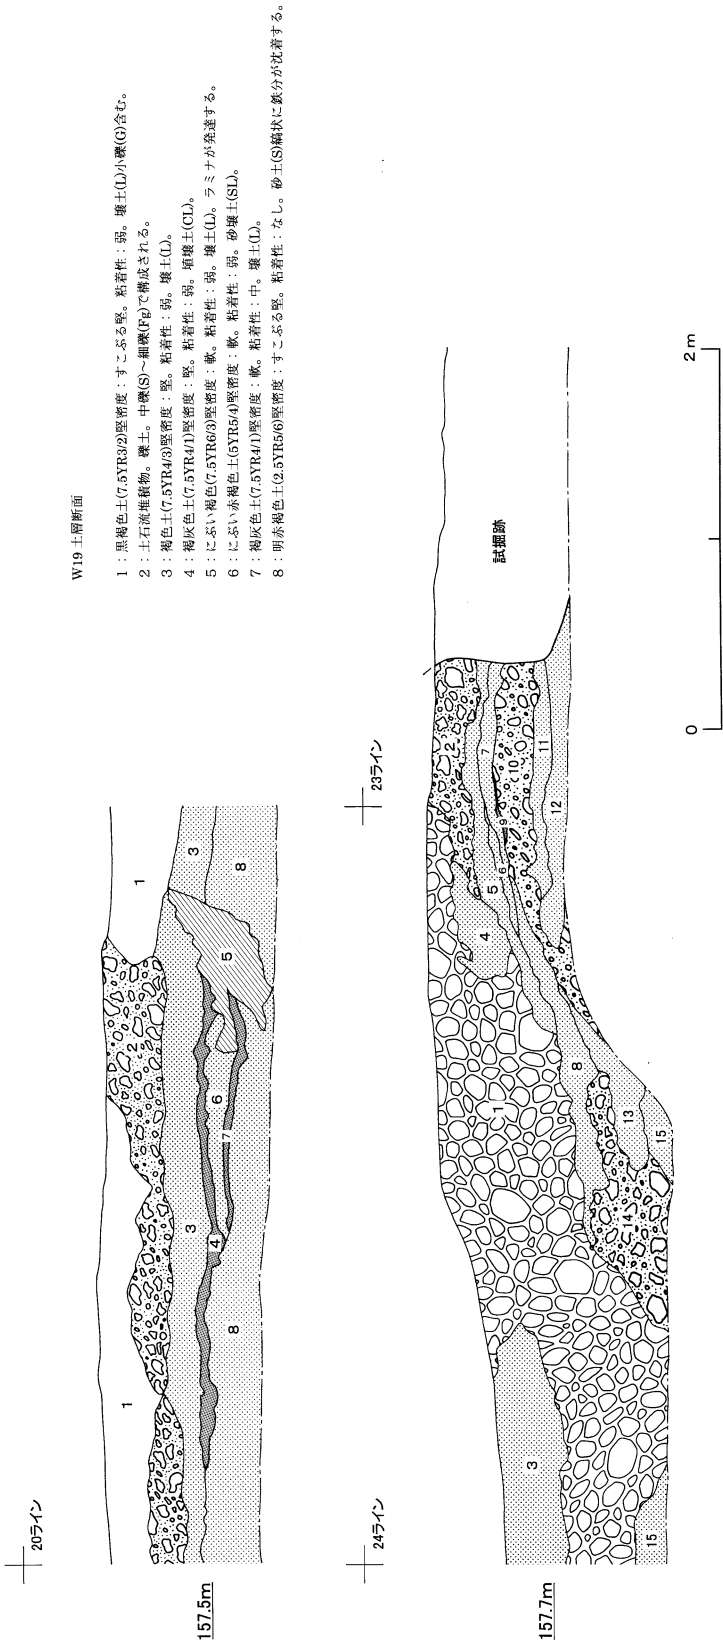 W19 土層断面
1：黒褐色土(7.5YR3/2)堅密度：すこぶる堅。粘着性：弱。壌土(L)小礫(G)含む。
2：土石流堆積物。礫土。中礫(S)～細礫(Fg)で構成される。
3：褐色土(7.5YR4/3)堅密度：堅。粘着性：弱。壌土(L)。
4：褐灰色土(7.5YR4/1)堅密度：堅。粘着性：弱。埴壌土(CL)。
5：にぶい褐色(7.5YR6/3)堅密度：軟。粘着性：弱。壌土(L)。ラミナが発達する。
6：にぶい赤褐色土(5YR5/4)堅密度：軟。粘着性：弱。砂壌土(SL)。
7：褐灰色土(7.5YR4/1)堅密度：軟。粘着性：中。壌土(L)。
8：明赤褐色土(2.5YR5/6)堅密度：すこぶる堅。粘着性：なし。砂土(S)縞状に鉄分が沈着する。
20ライン
157.5m
1
1
2
3
3
4
5
6
7
8
8
24ライン
23ライン
157.7m
試掘跡
1
2
3
4
5
6
7
8
9
10
11
12
13
14
15
15
0
2m